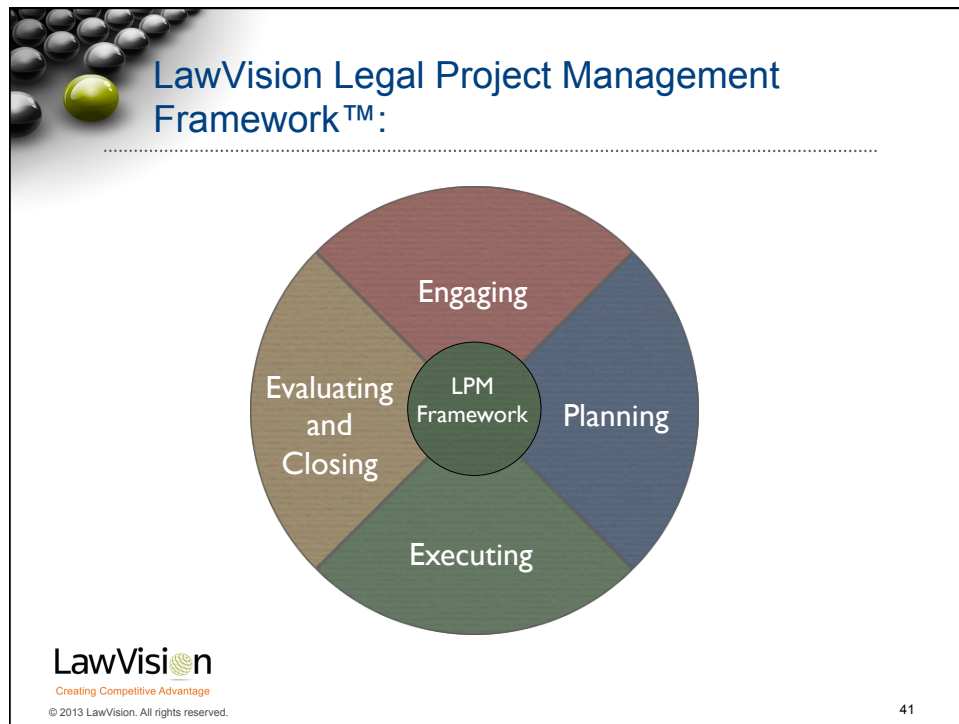 LawVision Legal Project Management
Framework™:
Engaging
Evaluating
and
Closing
LPM
Framework
Planning
Executing
LawVision
Creating Competitive Advantage
© 2013 LawVision. All rights reserved.
41